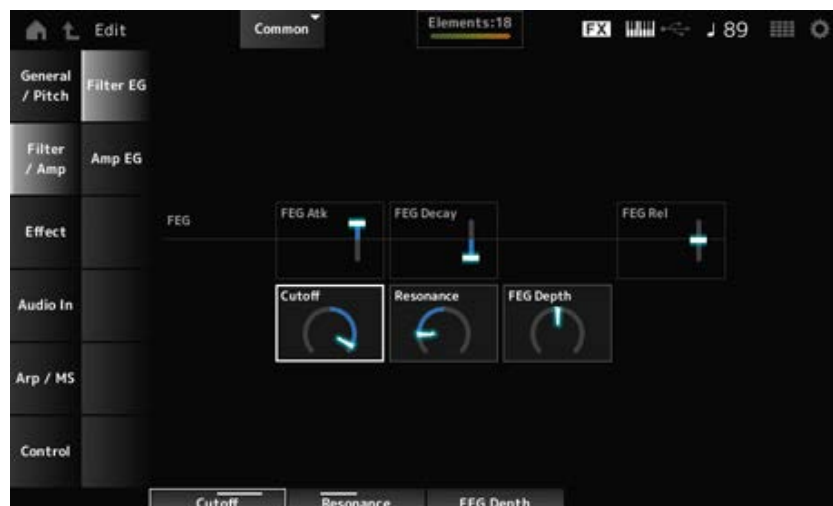 Edit
Common
Elements:18
FX
♩ 89
General
/ Pitch
Filter EG
Filter
/ Amp
Amp EG
FEG
FEG Atk
FEG Decay
FEG Rel
Effect
Cutoff
Resonance
FEG Depth
Audio In
Arp / MS
Control
Cutoff
Resonance
FEG Depth